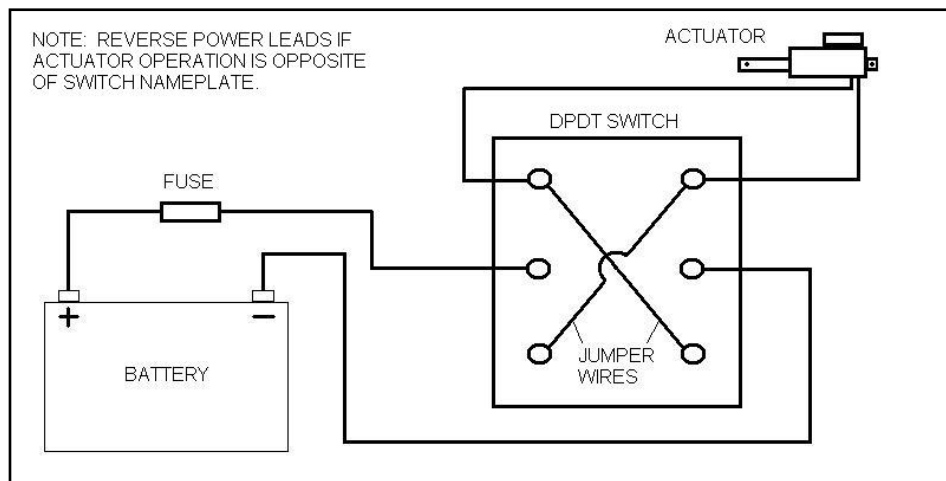 NOTE: REVERSE POWER LEADS IF
ACTUATOR OPERATION IS OPPOSITE
OF SWITCH NAMEPLATE.
ACTUATOR
DPDT SWITCH
FUSE
+ −
BATTERY
JUMPER
WIRES